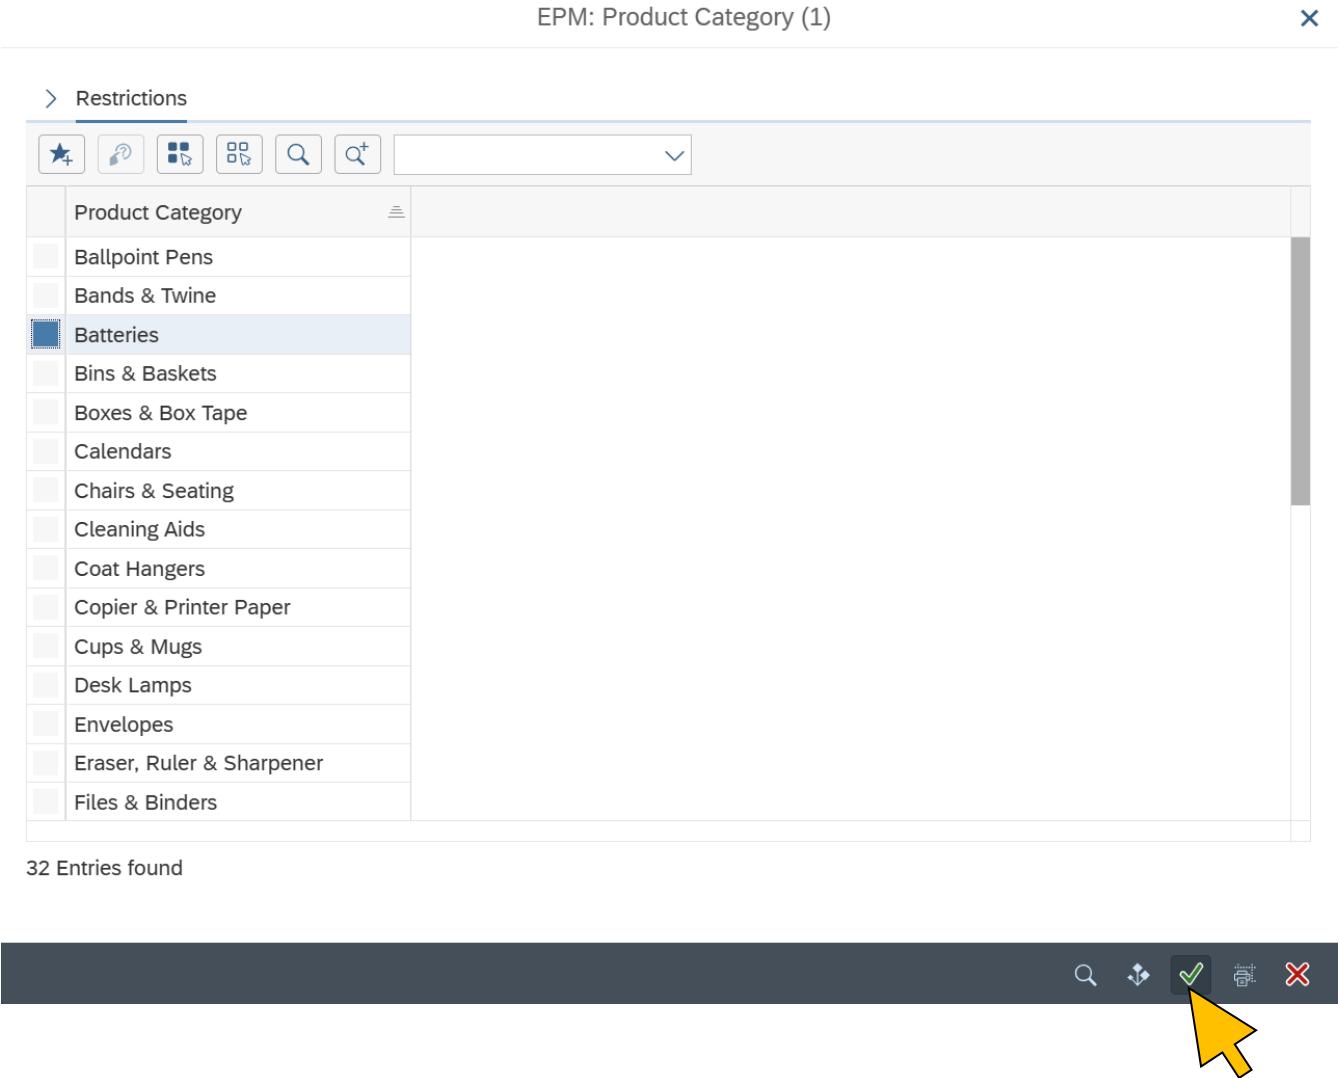 EPM: Product Category (1)
Restrictions
Product Category
Ballpoint Pens
Bands & Twine
Batteries
Bins & Baskets
Boxes & Box Tape
Calendars
Chairs & Seating
Cleaning Aids
Coat Hangers
Copier & Printer Paper
Cups & Mugs
Desk Lamps
Envelopes
Eraser, Ruler & Sharpener
Files & Binders
32 Entries found